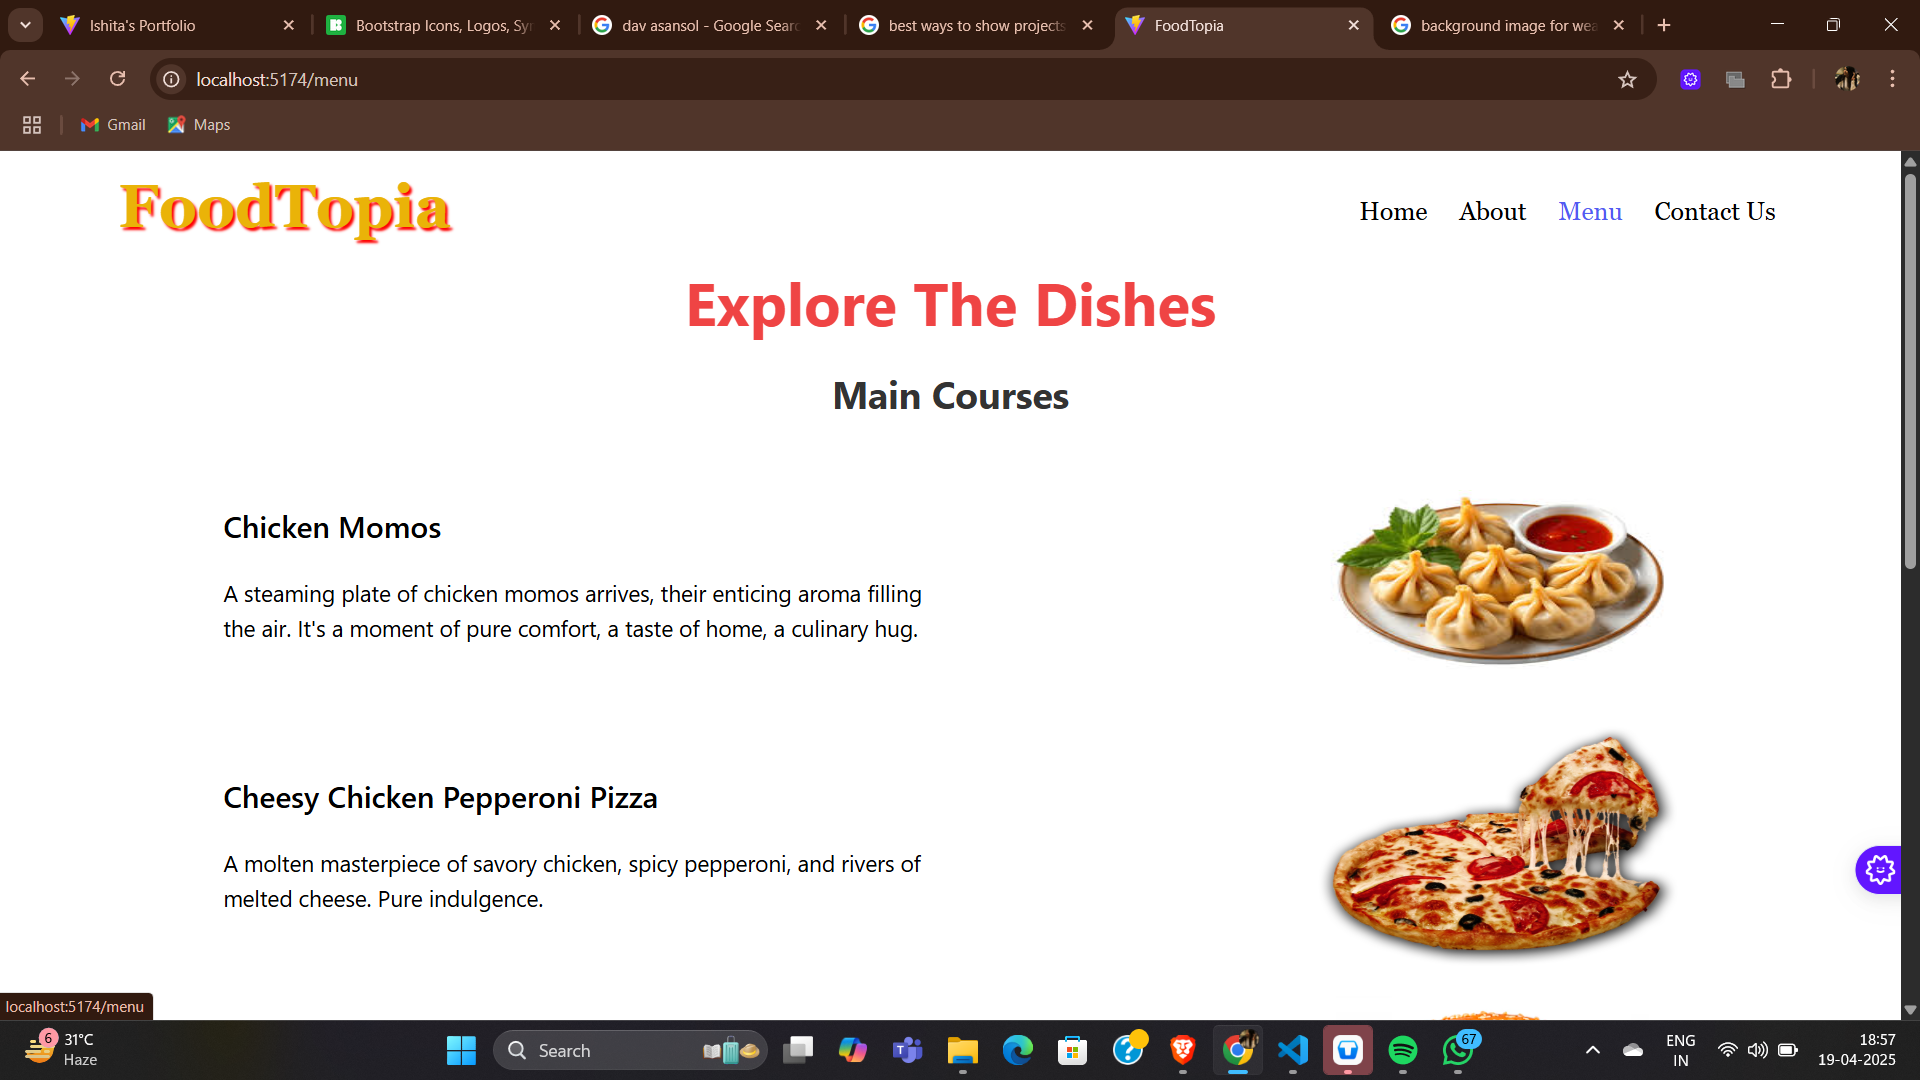 Ishita's Portfolio
Bootstrap Icons, Logos, Sy
dav asansol - Google Sear
best ways to show projects
FoodTopia
background image for wea
localhost:5174/menu
Gmail
Maps
FoodTopia
Home
About
Menu
Contact Us
Explore The Dishes
Main Courses
Chicken Momos
A steaming plate of chicken momos arrives, their enticing aroma filling
the air. It's a moment of pure comfort, a taste of home, a culinary hug.
Cheesy Chicken Pepperoni Pizza
A molten masterpiece of savory chicken, spicy pepperoni, and rivers of
melted cheese. Pure indulgence.
localhost:5174/menu
6
31°C
Haze
Search
67
ENG
IN
18:57
19-04-2025